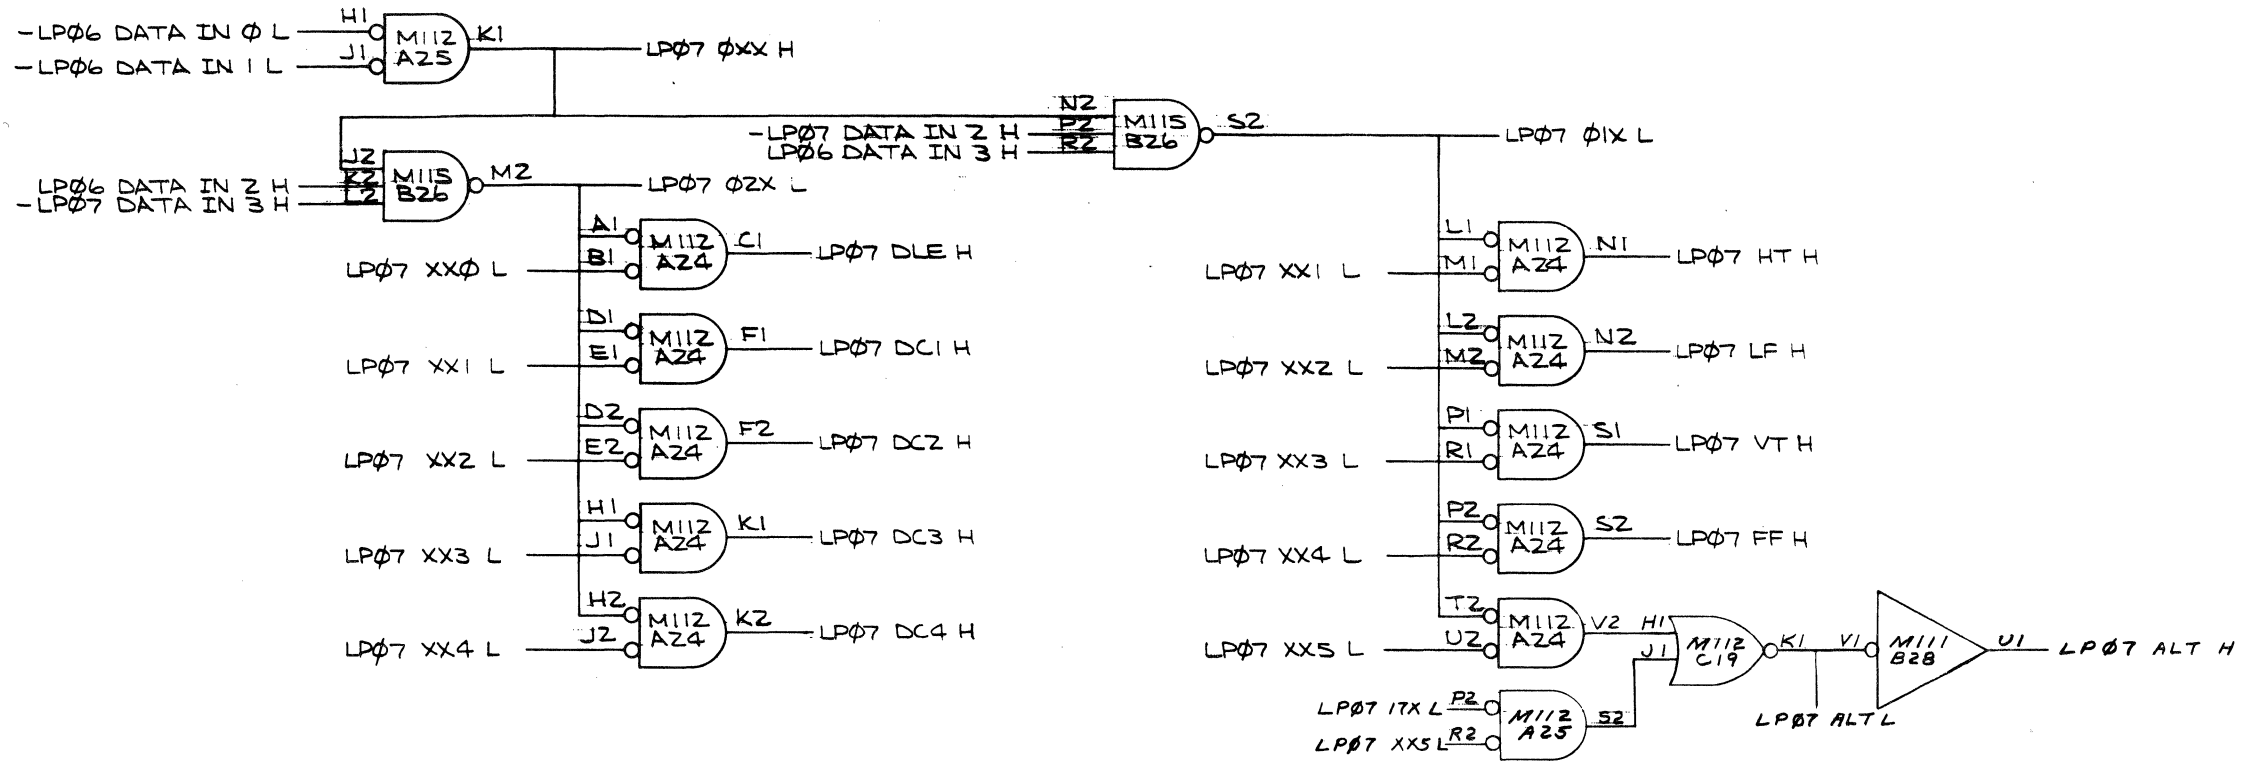 -LPØ6 DATA IN Ø L
H1
-LPØ6 DATA IN 1 L
J1
M112
A25
K1
LPØ7 ØXX H
J2
LPØ6 DATA IN 2 H
K2
-LPØ7 DATA IN 3 H
L2
M115
B26
M2
LPØ7 Ø2X L
N2
-LPØ7 DATA IN 2 H
P2
LPØ6 DATA IN 3 H
R2
M115
B26
S2
LPØ7 Ø1X L
A1
LPØ7 XXØ L
B1
M112
A24
C1
LPØ7 DLE H
D1
LPØ7 XX1 L
E1
M112
A24
F1
LPØ7 DC1 H
D2
LPØ7 XX2 L
E2
M112
A24
F2
LPØ7 DC2 H
H1
LPØ7 XX3 L
J1
M112
A24
K1
LPØ7 DC3 H
H2
LPØ7 XX4 L
J2
M112
A24
K2
LPØ7 DC4 H
L1
LPØ7 XX1 L
M1
M112
A24
N1
LPØ7 HT H
L2
LPØ7 XX2 L
M2
M112
A24
N2
LPØ7 LF H
P1
LPØ7 XX3 L
R1
M112
A24
S1
LPØ7 VT H
P2
LPØ7 XX4 L
R2
M112
A24
S2
LPØ7 FF H
T2
LPØ7 XX5 L
U2
M112
A24
V2
H1
J1
M112
C19
K1
V1
M111
B28
U1
LPØ7 ALT H
LPØ7 ALT L
LPØ7 17X L
P2
LPØ7 XX5 L
R2
M112
A25
S2